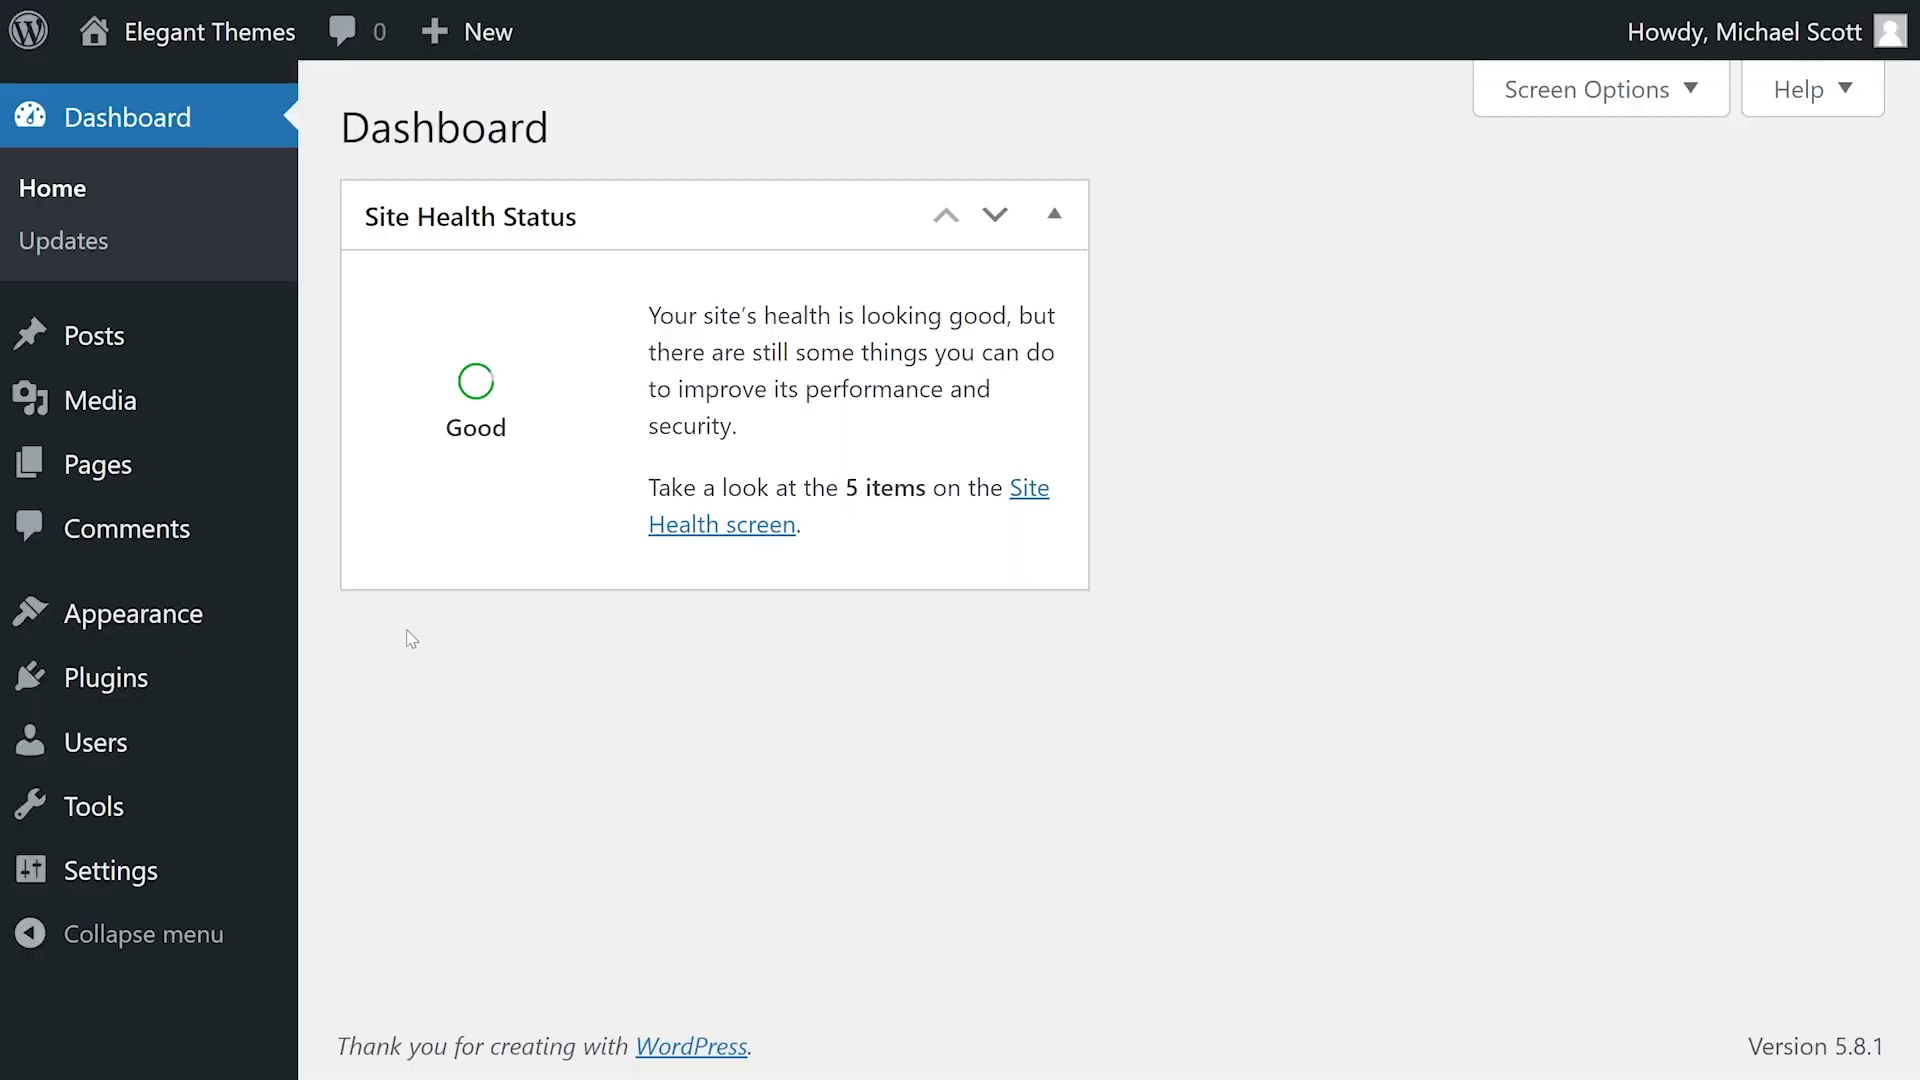 Elegant Themes 0 New Howdy, Michael Scott
Screen Options Help
Dashboard
Home
Updates
Posts
Media
Pages
Comments
Appearance
Plugins
Users
Tools
Settings
Collapse menu
Dashboard
Site Health Status
Good
Your site’s health is looking good, but
there are still some things you can do
to improve its performance and
security.
Take a look at the 5 items on the Site
Health screen.
Thank you for creating with WordPress.
Version 5.8.1